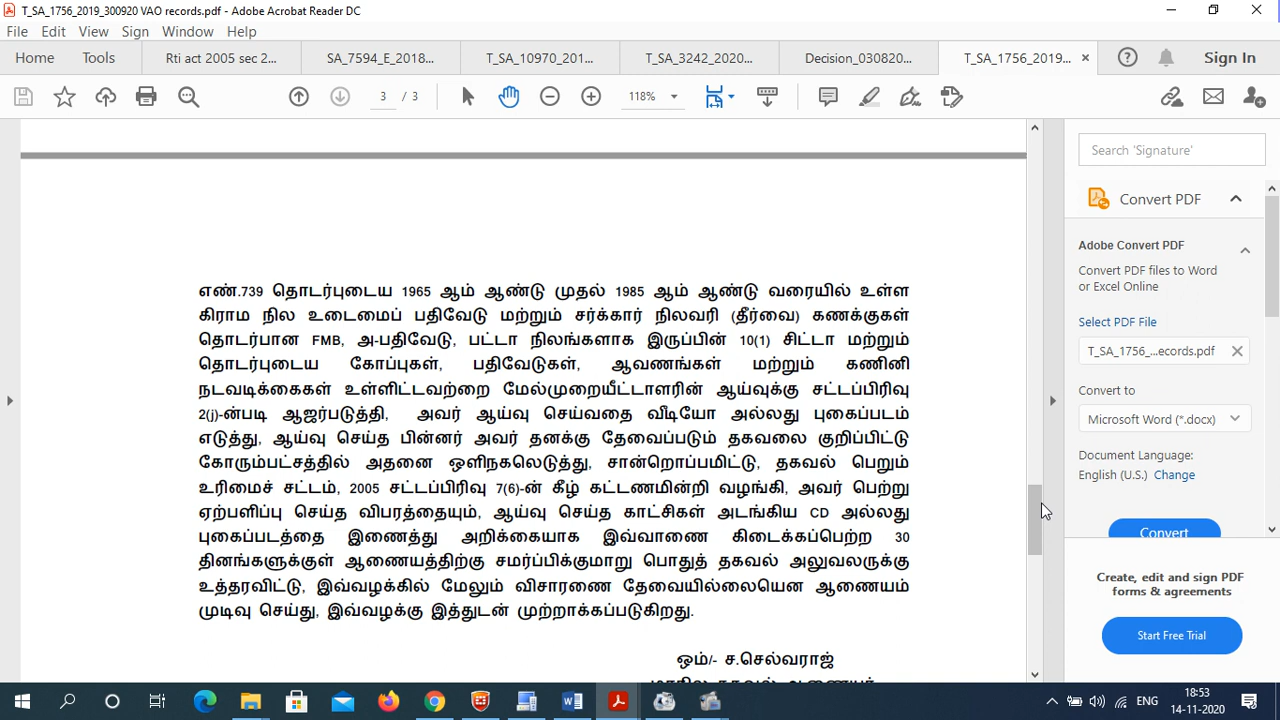 T_SA_1756_2019_300920 VAO records.pdf - Adobe Acrobat Reader DC
File Edit View Window Sign Help
Home Tools Rti act 2005 sec 2... SA_7594_E_2018... T_SA_10970_201... T_SA_3242_2020... Decision_030820... T_SA_1756_2019... Sign In
3 / 3 118%
Search 'Signature'
Convert PDF
Adobe Convert PDF
Convert PDF files to Word
or Excel Online
Select PDF File
T_SA_1756_...ecords.pdf
Convert to
Microsoft Word (*.docx)
Document Language:
English (U.S.) Change
Convert
Create, edit and sign PDF
forms & agreements
Start Free Trial
எண்.739 தொடர்புடைய 1965 ஆம் ஆண்டு முதல் 1985 ஆம் ஆண்டு வரையில் உள்ள
கிராம நில உடைமைப் பதிவேடு மற்றும் சர்க்கார் நிலவரி (தீர்வை) கணக்குகள்
தொடர்பான FMB, அ-பதிவேடு, பட்டா நிலங்களாக இருப்பின் 10(1) சிட்டா மற்றும்
தொடர்புடைய கோப்புகள், பதிவேடுகள், ஆவணங்கள் மற்றும் கணினி
நடவடிக்கைகள் உள்ளிட்டவற்றை மேல்முறையீட்டாளரின் ஆய்வுக்கு சட்டப்பிரிவு
2(j)-ன்படி ஆஜர்படுத்தி, அவர் ஆய்வு செய்வதை வீடியோ அல்லது புகைப்படம்
எடுத்து, ஆய்வு செய்த பின்னர் அவர் தனக்கு தேவைப்படும் தகவலை குறிப்பிட்டு
கோரும்பட்சத்தில் அதனை ஒளிநகலெடுத்து, சான்றொப்பமிட்டு, தகவல் பெறும்
உரிமைச் சட்டம், 2005 சட்டப்பிரிவு 7(6)-ன் கீழ் கட்டணமின்றி வழங்கி, அவர் பெற்று
ஏற்பளிப்பு செய்த விபரத்தையும், ஆய்வு செய்த காட்சிகள் அடங்கிய CD அல்லது
புகைப்படத்தை இணைத்து அறிக்கையாக இவ்வாணை கிடைக்கப்பெற்ற 30
தினங்களுக்குள் ஆணையத்திற்கு சமர்ப்பிக்குமாறு பொதுத் தகவல் அலுவலருக்கு
உத்தரவிட்டு, இவ்வழக்கில் மேலும் விசாரணை தேவையில்லையென ஆணையம்
முடிவு செய்து, இவ்வழக்கு இத்துடன் முற்றாக்கப்படுகிறது.
ஒம்/- ச.செல்வராஜ்
மாநில தகவல் ஆணையர்
ENG
18:53
14-11-2020